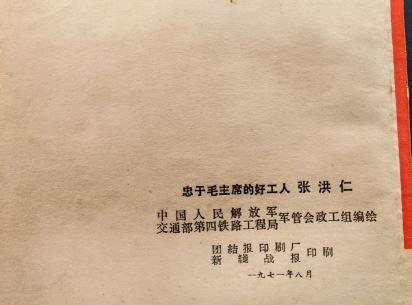 忠于毛主席的好工人 张洪仁
中国人民解放军
交通部第四铁路工程局 军管会政工组编绘
团结报印刷厂
新线战报 印刷
一九七一年八月